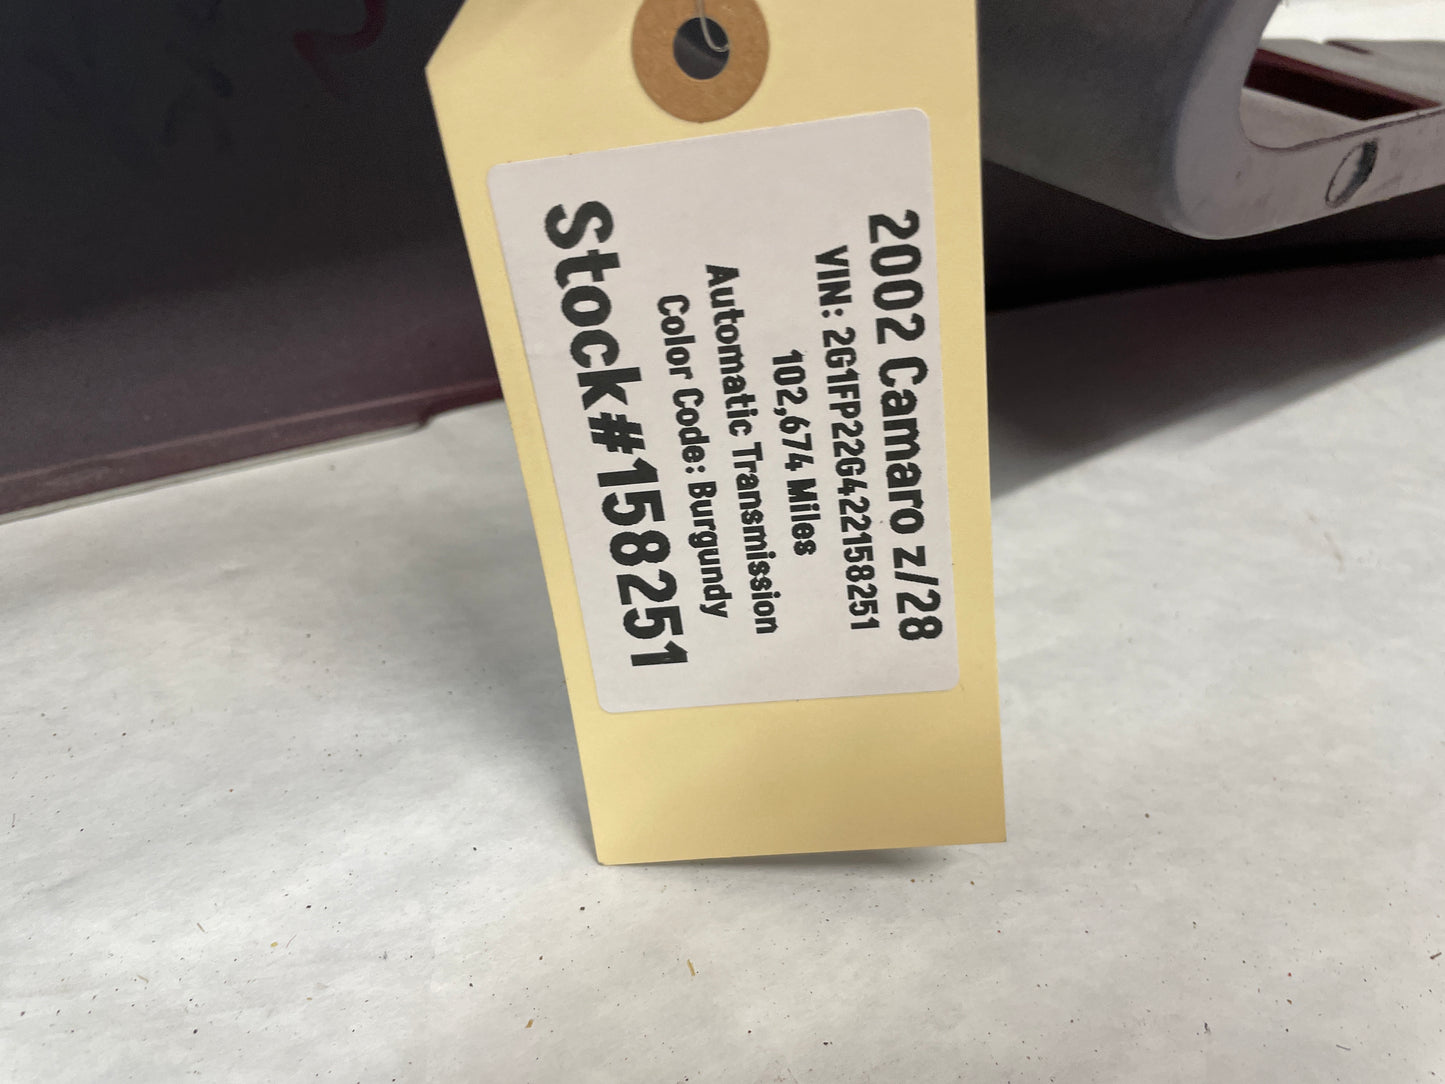 2002 Camaro z/28
VIN: 2G1FP22G422158251
102,674 Miles
Automatic Transmission
Color Code: Burgundy
Stock#158251